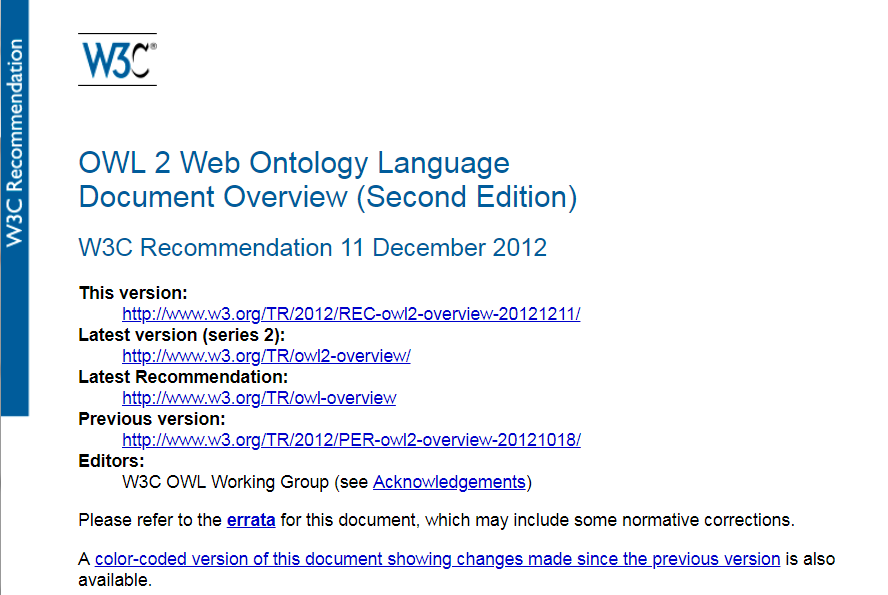 W3C Recommendation
W3C®
OWL 2 Web Ontology Language
Document Overview (Second Edition)
W3C Recommendation 11 December 2012
This version:
http://www.w3.org/TR/2012/REC-owl2-overview-20121211/
Latest version (series 2):
http://www.w3.org/TR/owl2-overview/
Latest Recommendation:
http://www.w3.org/TR/owl-overview
Previous version:
http://www.w3.org/TR/2012/PER-owl2-overview-20121018/
Editors:
W3C OWL Working Group (see Acknowledgements)
Please refer to the errata for this document, which may include some normative corrections.
A color-coded version of this document showing changes made since the previous version is also
available.